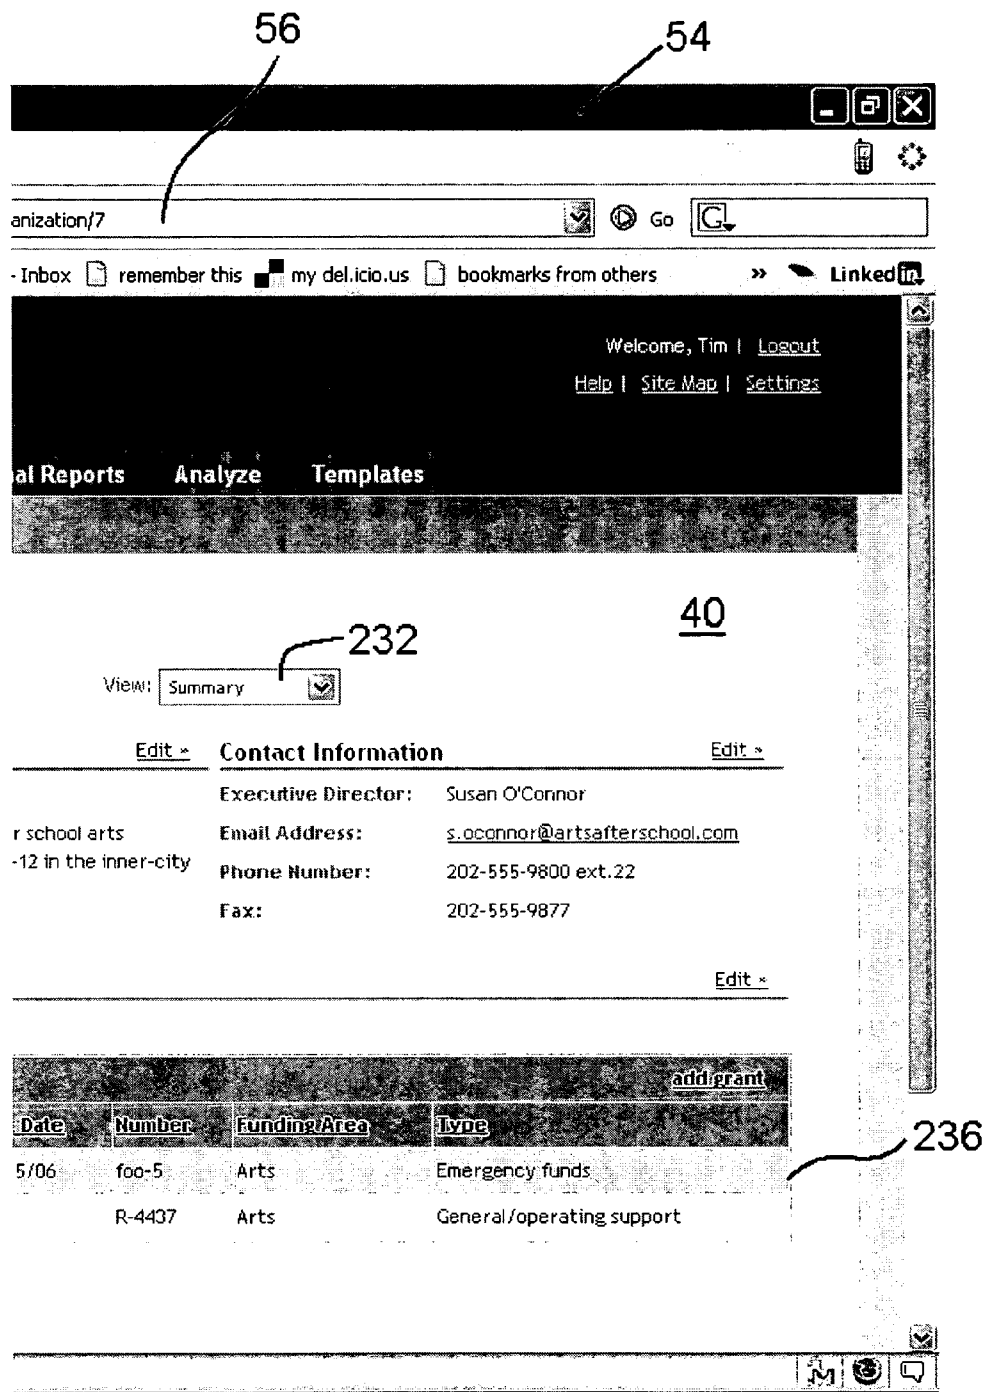 56
54
anization/7
Go
G
- Inbox remember this my del.icio.us bookmarks from others » Linked in
Welcome, Tim | Logout
Help | Site Map | Settings
al Reports Analyze Templates
40
232
View: Summary
Edit »
Contact Information Edit »
Executive Director: Susan O'Connor
r school arts
Email Address: s.oconnor@artsafterschool.com
-12 in the inner-city
Phone Number: 202-555-9800 ext.22
Fax: 202-555-9877
Edit »
add grant
Date Number Funding Area Type
236
5/06 foo-5 Arts Emergency funds
R-4437 Arts General/operating support
M